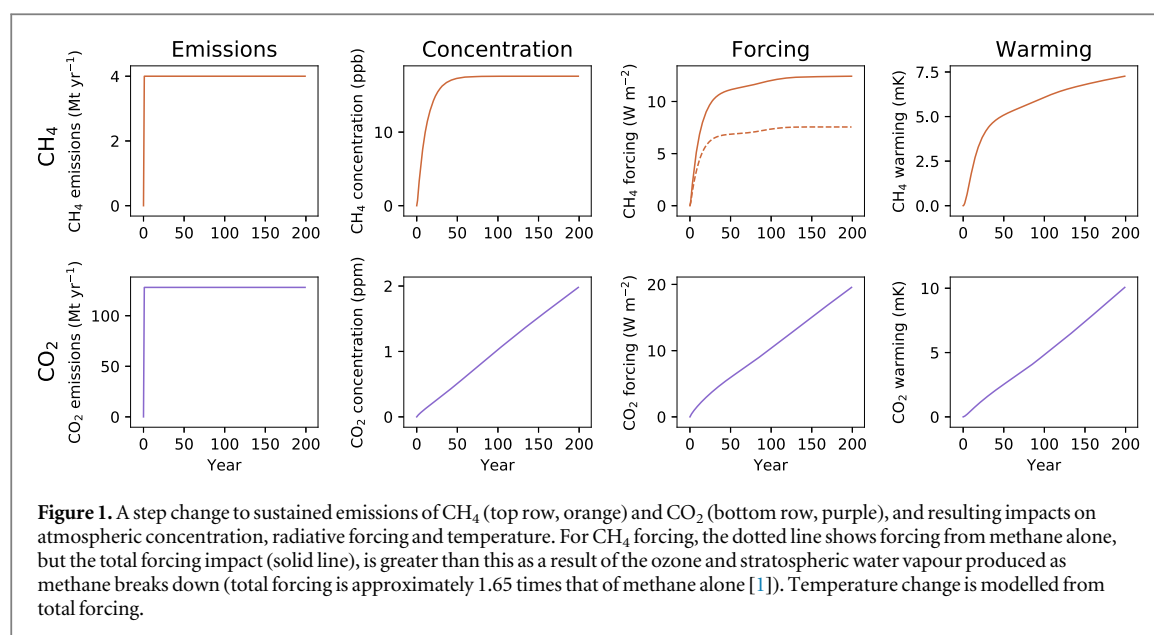 Emissions
Concentration
Forcing
Warming
CH₄
CH₄ emissions (Mt yr⁻¹)
4
2
0
0 50 100 150 200
CH₄ concentration (ppb)
10
0
0 50 100 150 200
CH₄ forcing (W m⁻²)
10
5
0
0 50 100 150 200
CH₄ warming (mK)
7.5
5.0
2.5
0.0
0 50 100 150 200
CO₂
CO₂ emissions (Mt yr⁻¹)
100
50
0
0 50 100 150 200
Year
CO₂ concentration (ppm)
2
1
0
0 50 100 150 200
Year
CO₂ forcing (W m⁻²)
20
10
0
0 50 100 150 200
Year
CO₂ warming (mK)
10
5
0
0 50 100 150 200
Year
Figure 1. A step change to sustained emissions of CH₄ (top row, orange) and CO₂ (bottom row, purple), and resulting impacts on
atmospheric concentration, radiative forcing and temperature. For CH₄ forcing, the dotted line shows forcing from methane alone,
but the total forcing impact (solid line), is greater than this as a result of the ozone and stratospheric water vapour produced as
methane breaks down (total forcing is approximately 1.65 times that of methane alone [1]). Temperature change is modelled from
total forcing.